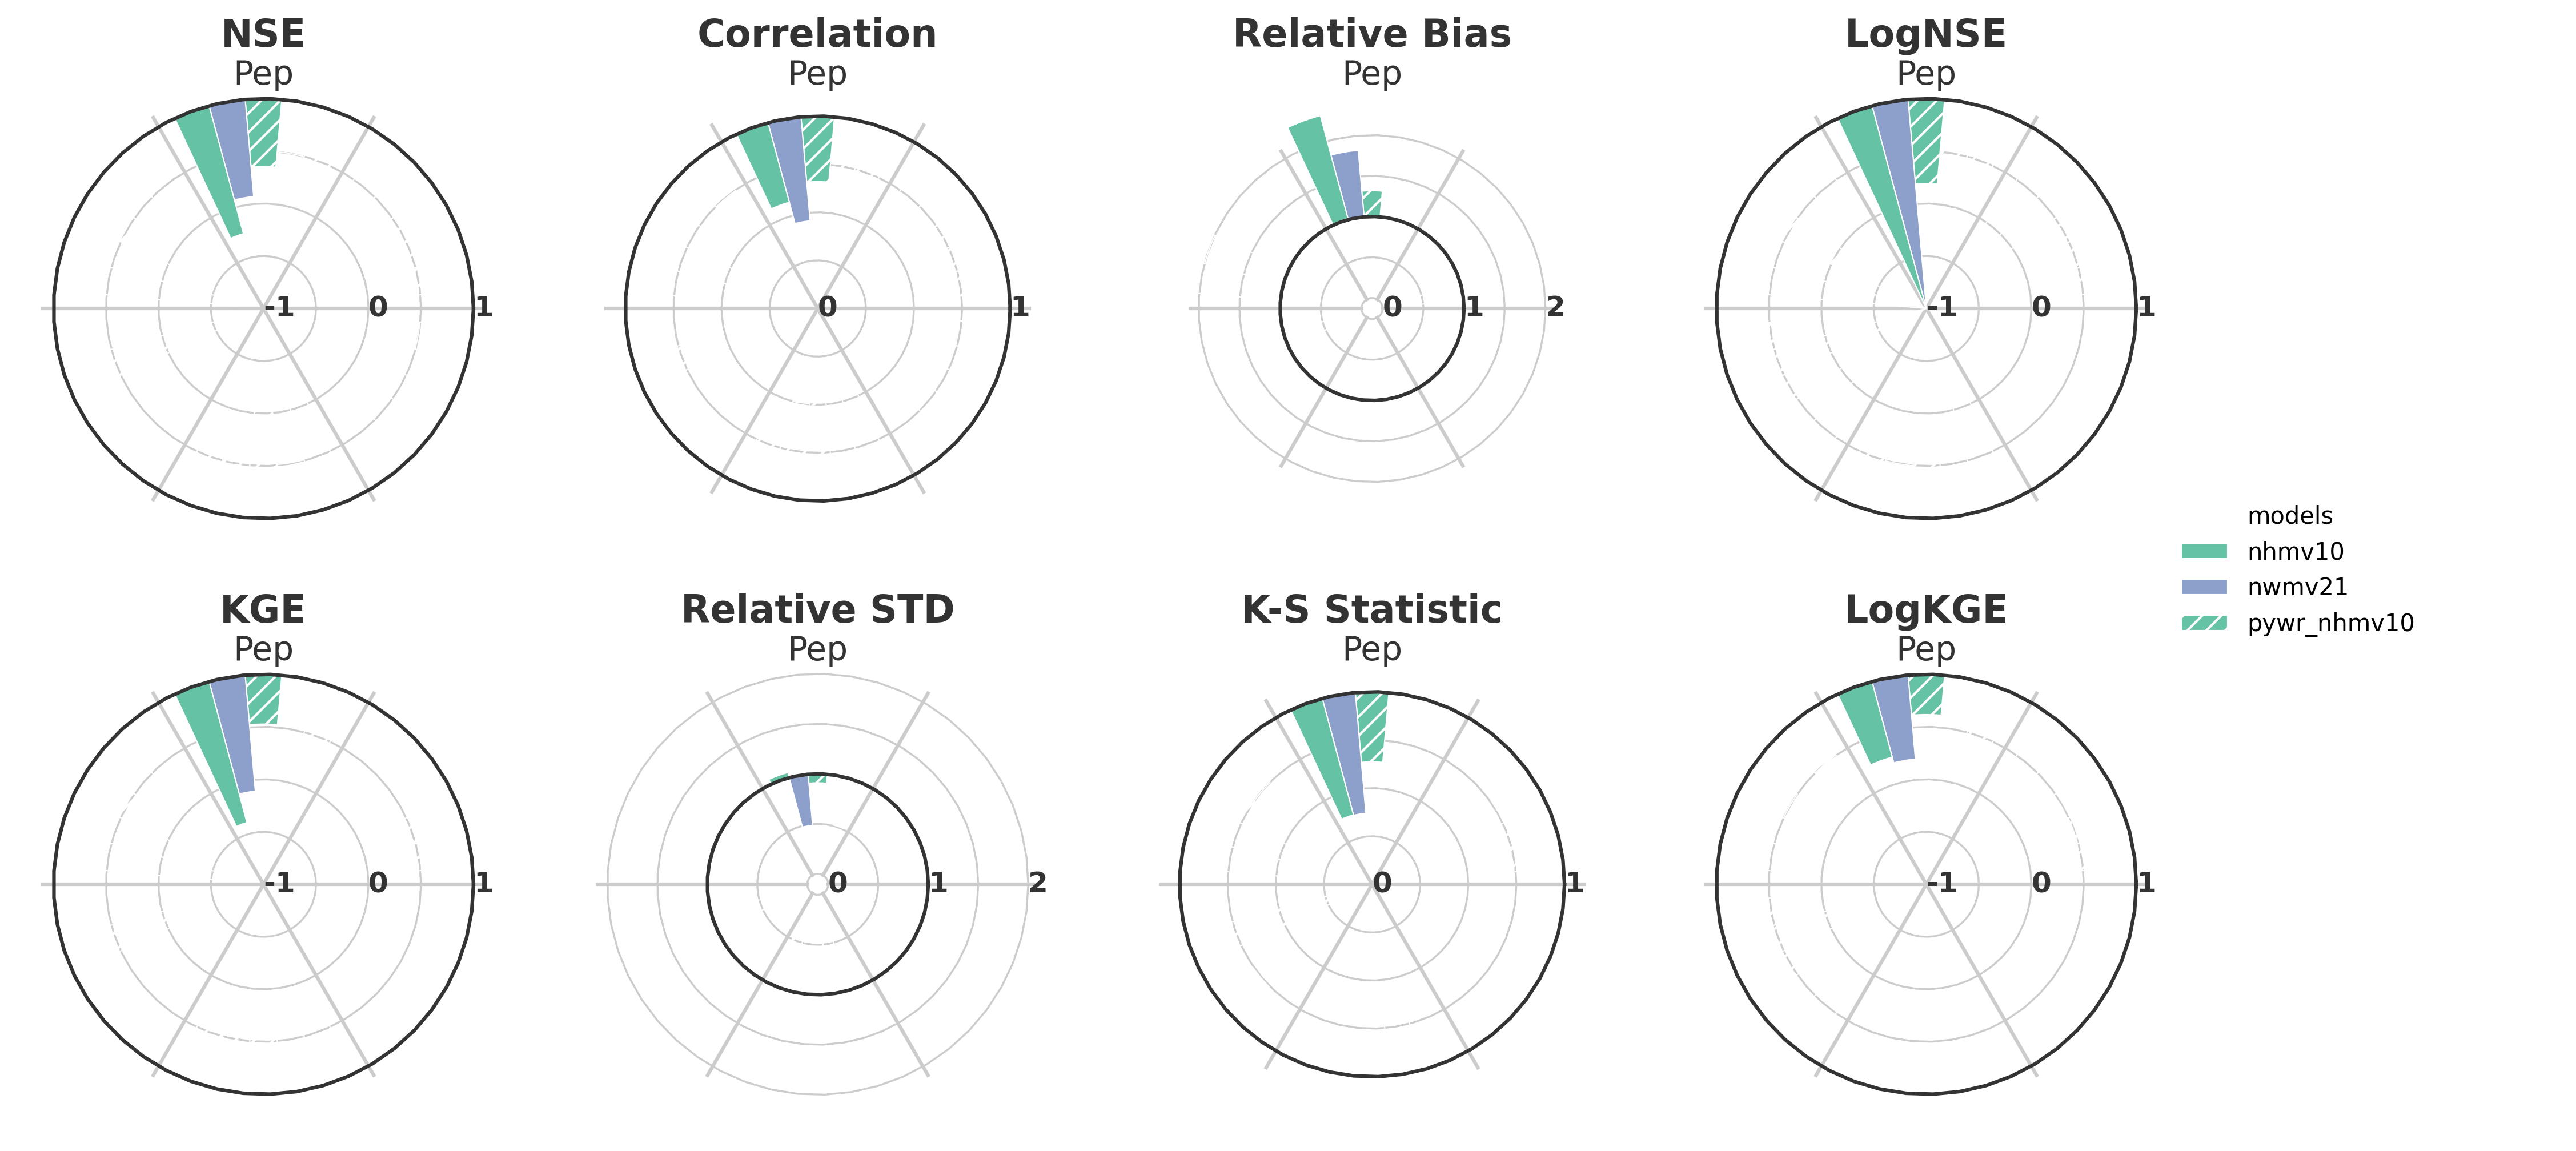 NSE
Pep
-1 0 1
Correlation
Pep
0 1
Relative Bias
Pep
0 1 2
LogNSE
Pep
-1 0 1
KGE
Pep
-1 0 1
Relative STD
Pep
0 1 2
K-S Statistic
Pep
0 1
LogKGE
Pep
-1 0 1
models
nhmv10
nwmv21
pywr_nhmv10